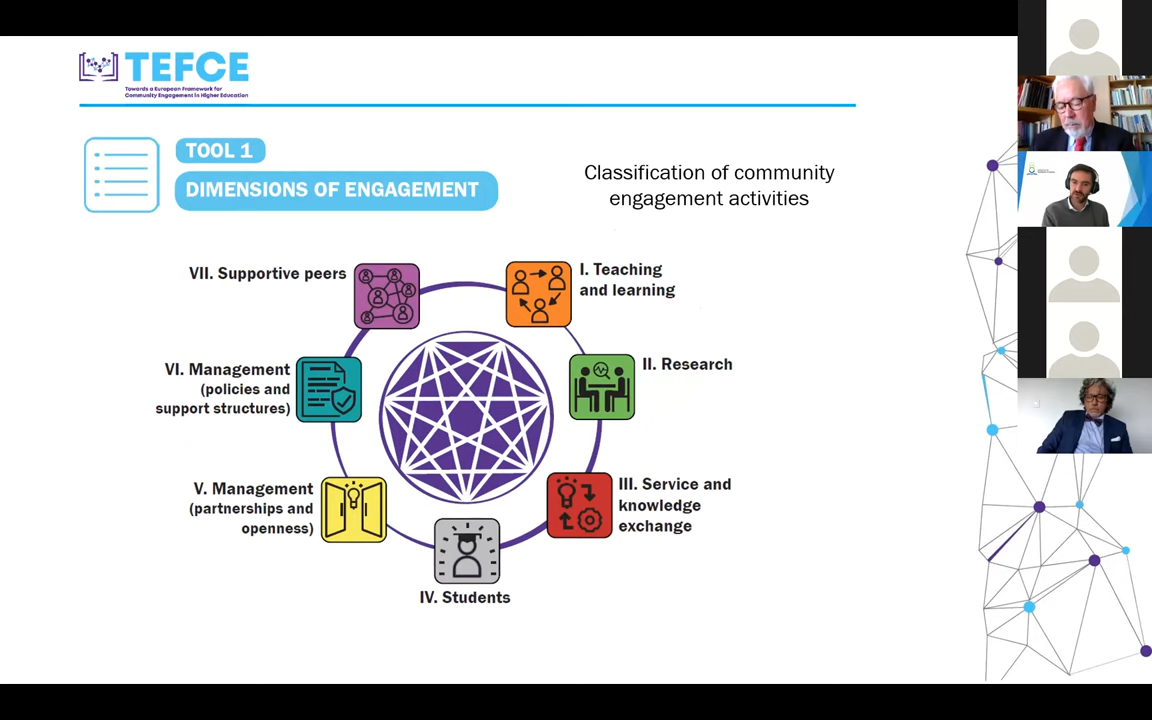 TEFCE
Towards a European Framework for
Community Engagement in Higher Education
TOOL 1
DIMENSIONS OF ENGAGEMENT
Classification of community
engagement activities
VII. Supportive peers
I. Teaching
and learning
VI. Management
(policies and
support structures)
II. Research
V. Management
(partnerships and
openness)
III. Service and
knowledge
exchange
IV. Students